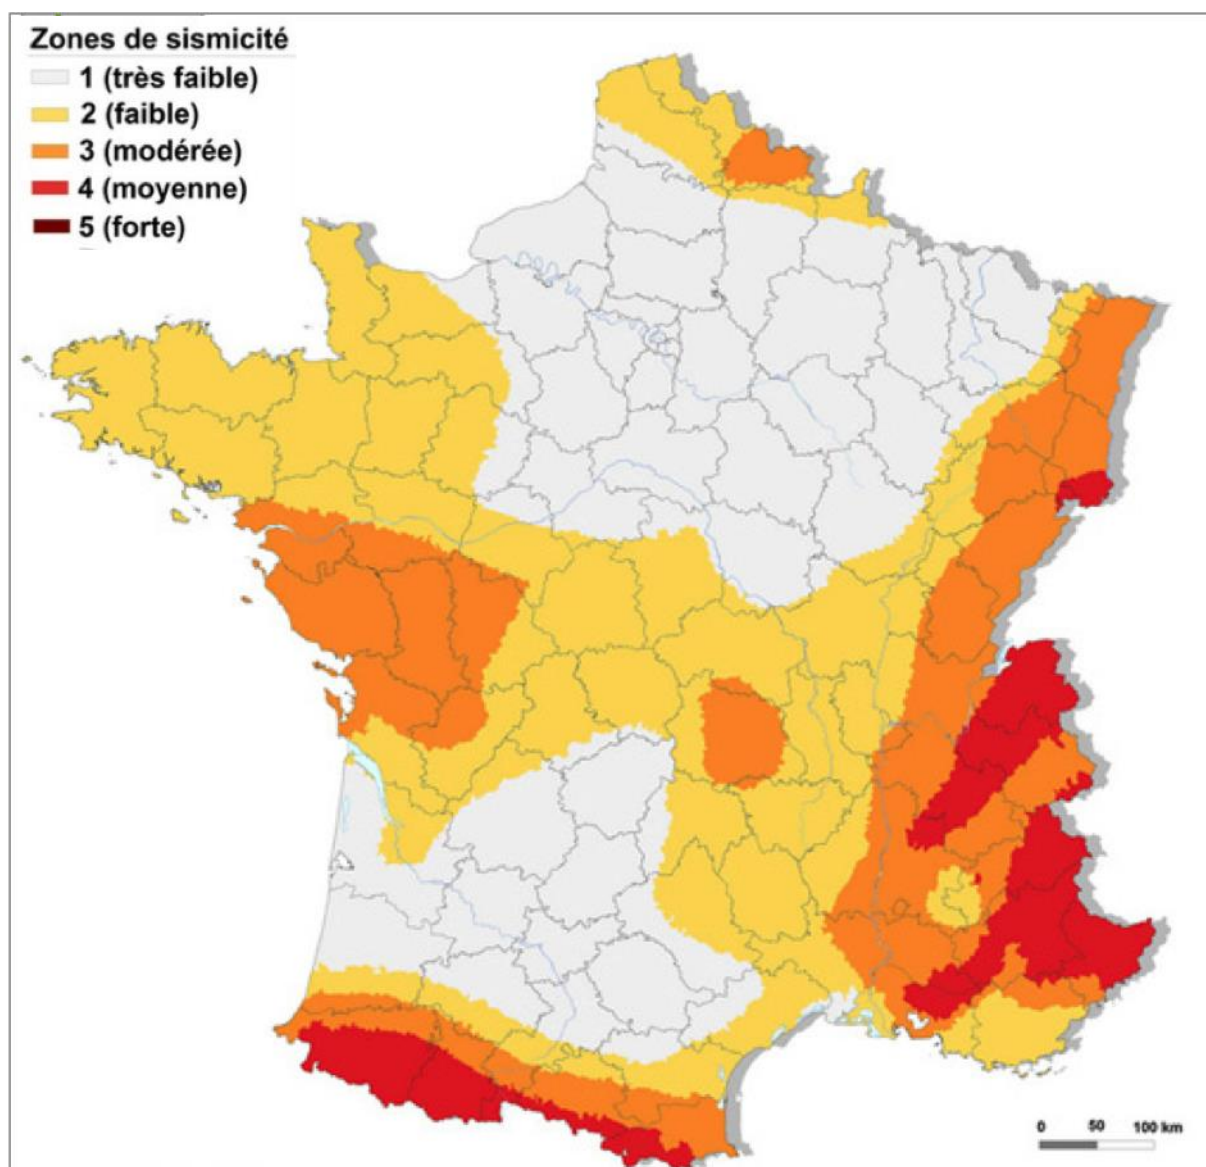 Zones de sismicité
1 (très faible)
2 (faible)
3 (modérée)
4 (moyenne)
5 (forte)
0 50 100 km